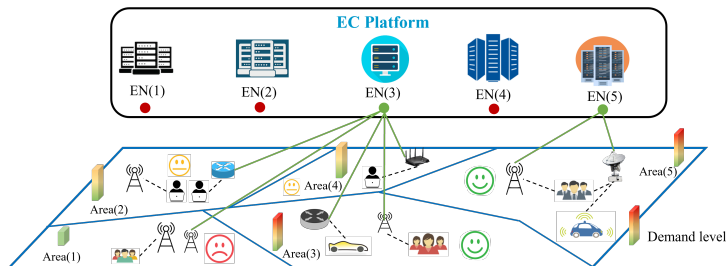 EC Platform
EN(1)
EN(2)
EN(3)
EN(4)
EN(5)
Area(5)
Area(4)
Area(2)
Area(1)
Area(3)
Demand level